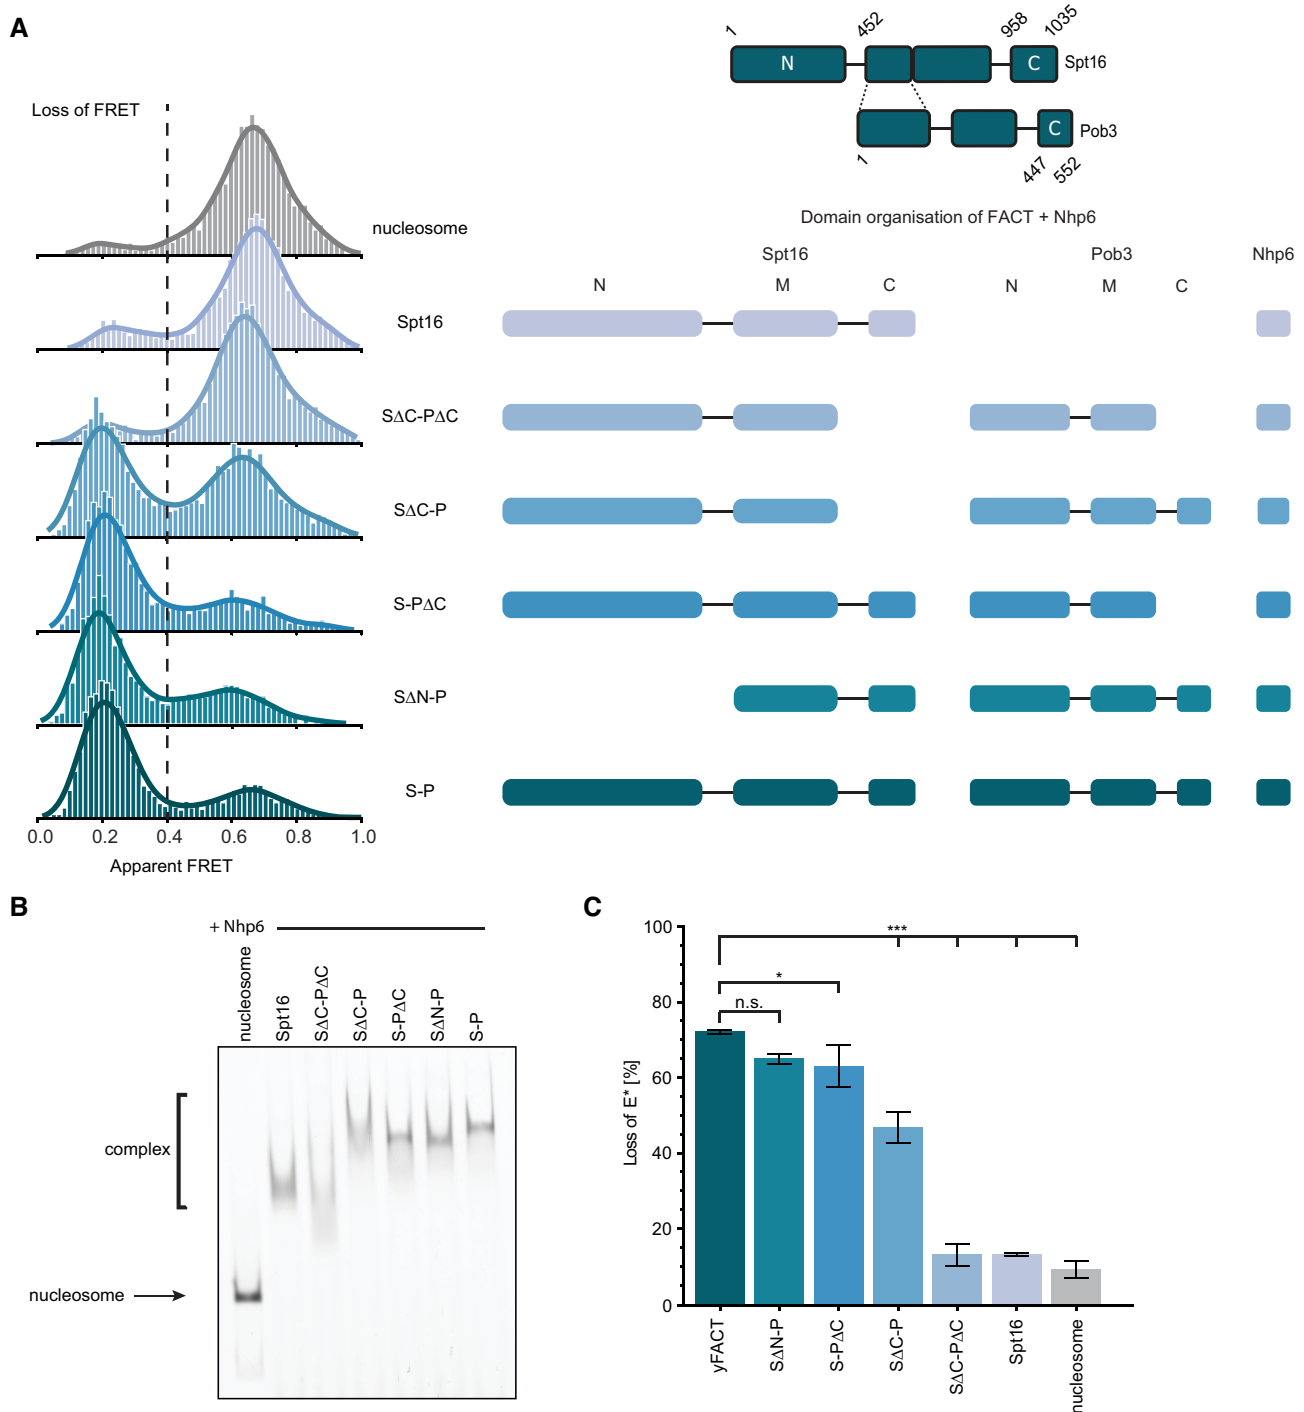 A
1
452
958
1035
N
C
Spt16
C
Pob3
1
447
552
Loss of FRET
Domain organisation of FACT + Nhp6
Spt16
Pob3
Nhp6
N
M
C
N
M
C
nucleosome
Spt16
SΔC-PΔC
SΔC-P
S-PΔC
SΔN-P
S-P
0.0
0.2
0.4
0.6
0.8
1.0
Apparent FRET
B
+ Nhp6
nucleosome
Spt16
SΔC-PΔC
SΔC-P
S-PΔC
SΔN-P
S-P
complex
nucleosome
C
100
80
60
40
20
0
Loss of E* [%]
***
*
n.s.
yFACT
SΔN-P
S-PΔC
SΔC-P
SΔC-PΔC
Spt16
nucleosome